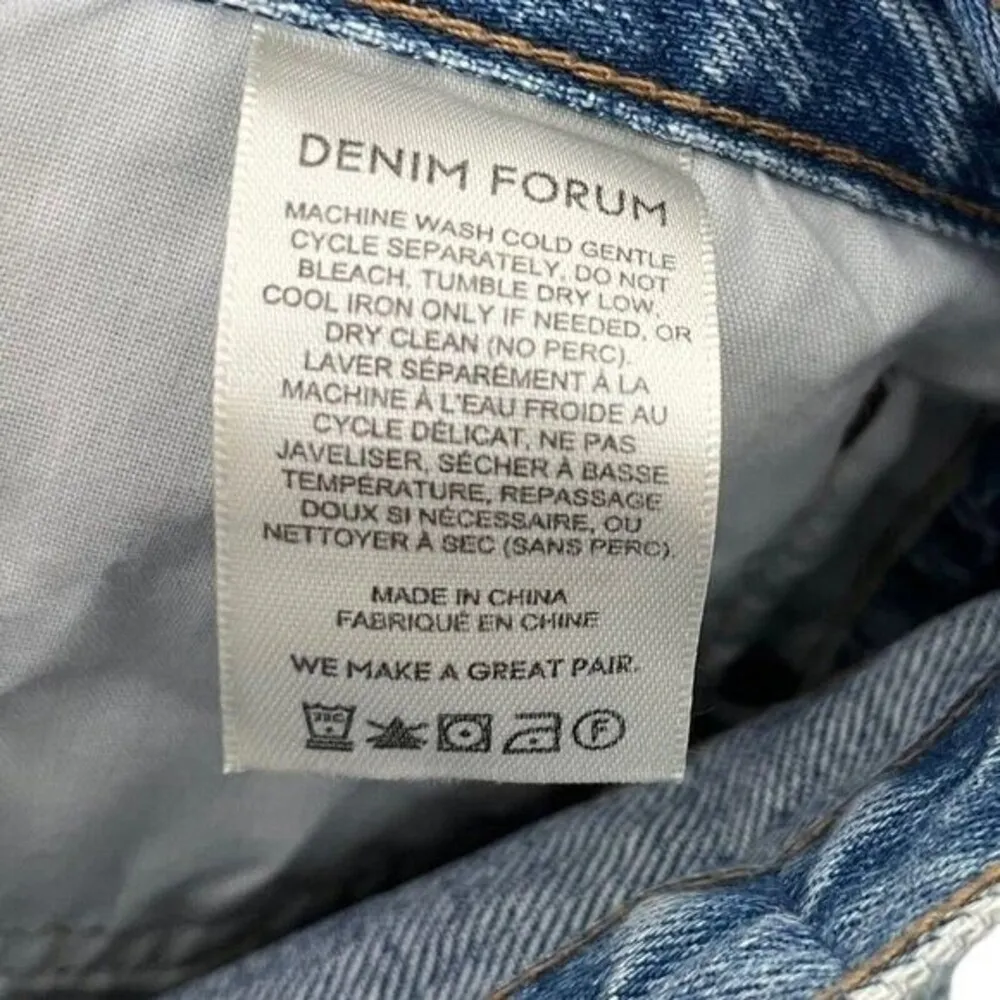 DENIM FORUM
MACHINE WASH COLD GENTLE
CYCLE SEPARATELY, DO NOT
BLEACH, TUMBLE DRY LOW,
COOL IRON ONLY IF NEEDED, OR
DRY CLEAN (NO PERC).
LAVER SÉPARÉMENT À LA
MACHINE À L'EAU FROIDE AU
CYCLE DÉLICAT, NE PAS
JAVELISER, SÉCHER À BASSE
TEMPÉRATURE, REPASSAGE
DOUX SI NÉCESSAIRE, OU
NETTOYER À SEC (SANS PERC).
MADE IN CHINA
FABRIQUÉ EN CHINE
WE MAKE A GREAT PAIR.
30C F